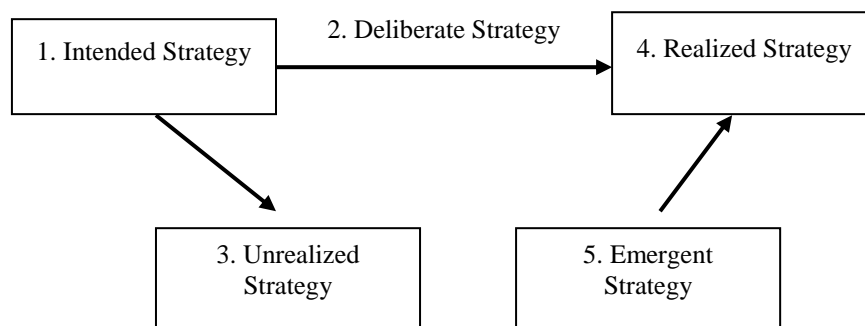 2. Deliberate Strategy
1. Intended Strategy
4. Realized Strategy
3. Unrealized
Strategy
5. Emergent
Strategy